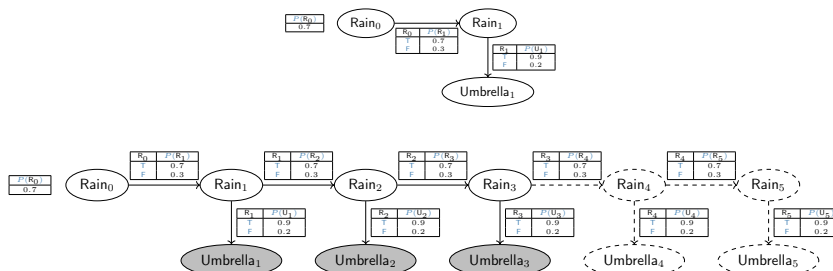 P(R0)
0.7
Rain0
Rain1
R0 P(R1)
T 0.7
F 0.3
R1 P(U1)
T 0.9
F 0.2
Umbrella1
P(R0)
0.7
Rain0
R0 P(R1)
T 0.7
F 0.3
Rain1
R1 P(R2)
T 0.7
F 0.3
Rain2
R2 P(R3)
T 0.7
F 0.3
Rain3
R3 P(R4)
T 0.7
F 0.3
Rain4
R4 P(R5)
T 0.7
F 0.3
Rain5
R1 P(U1)
T 0.9
F 0.2
R2 P(U2)
T 0.9
F 0.2
R3 P(U3)
T 0.9
F 0.2
R4 P(U4)
T 0.9
F 0.2
R5 P(U5)
T 0.9
F 0.2
Umbrella1
Umbrella2
Umbrella3
Umbrella4
Umbrella5